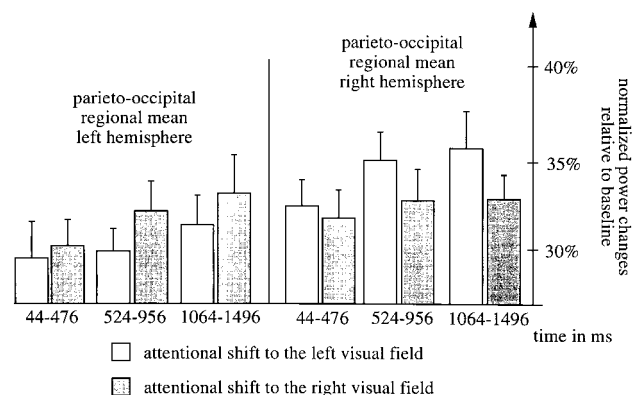 parieto-occipital
regional mean
left hemisphere
parieto-occipital
regional mean
right hemisphere
40%
35%
30%
normalized power changes
relative to baseline
44-476 524-956 1064-1496 44-476 524-956 1064-1496
time in ms
attentional shift to the left visual field
attentional shift to the right visual field